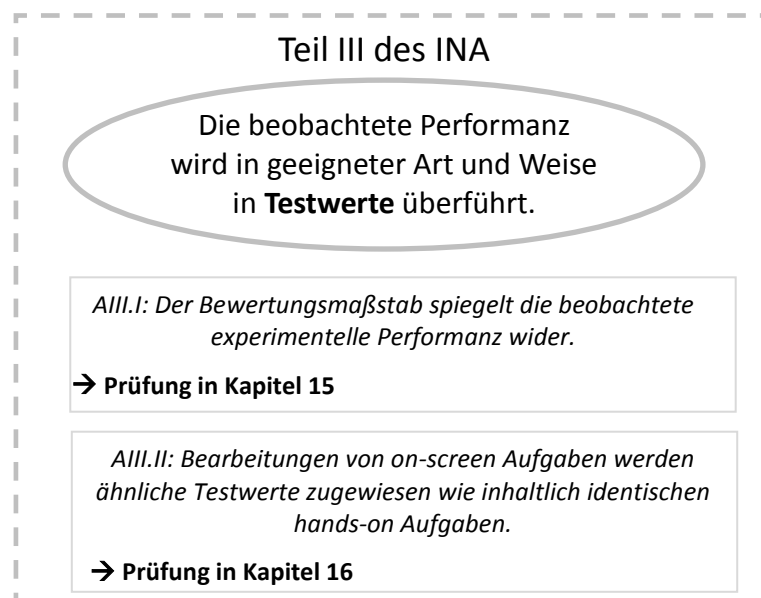 Teil III des INA
Die beobachtete Performanz
wird in geeigneter Art und Weise
in Testwerte überführt.
AIII.I: Der Bewertungsmaßstab spiegelt die beobachtete
experimentelle Performanz wider.
→ Prüfung in Kapitel 15
AIII.II: Bearbeitungen von on-screen Aufgaben werden
ähnliche Testwerte zugewiesen wie inhaltlich identischen
hands-on Aufgaben.
→ Prüfung in Kapitel 16